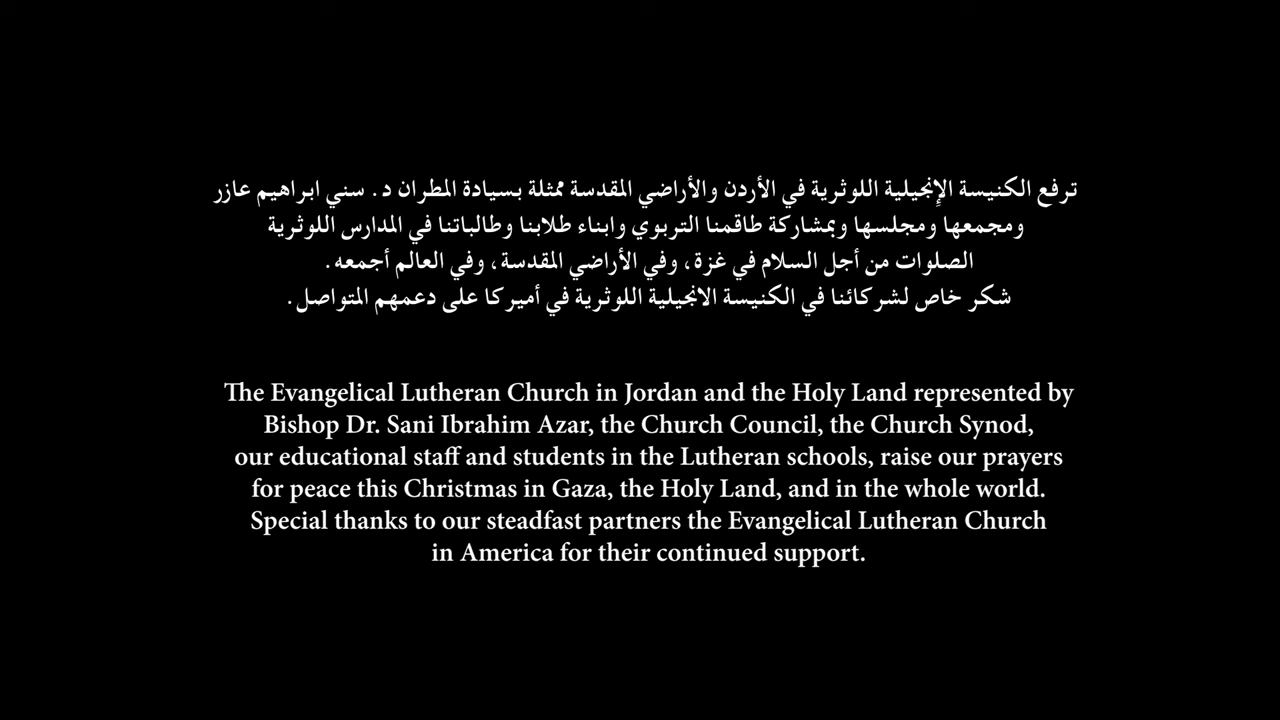 ترفع الكنيسة الإنجيلية اللوثرية في الأردن والأراضي المقدسة ممثلة بسيادة المطران د. سني ابراهيم عازر
ومجمعها ومجلسها وبمشاركة طاقمنا التربوي وابناء طلابنا وطالباتنا في المدارس اللوثرية
الصلوات من أجل السلام في غزة، وفي الأراضي المقدسة، وفي العالم أجمعه.
شكر خاص لشركائنا في الكنيسة الانجيلية اللوثرية في أميركا على دعمهم المتواصل.
The Evangelical Lutheran Church in Jordan and the Holy Land represented by
Bishop Dr. Sani Ibrahim Azar, the Church Council, the Church Synod,
our educational staff and students in the Lutheran schools, raise our prayers
for peace this Christmas in Gaza, the Holy Land, and in the whole world.
Special thanks to our steadfast partners the Evangelical Lutheran Church
in America for their continued support.